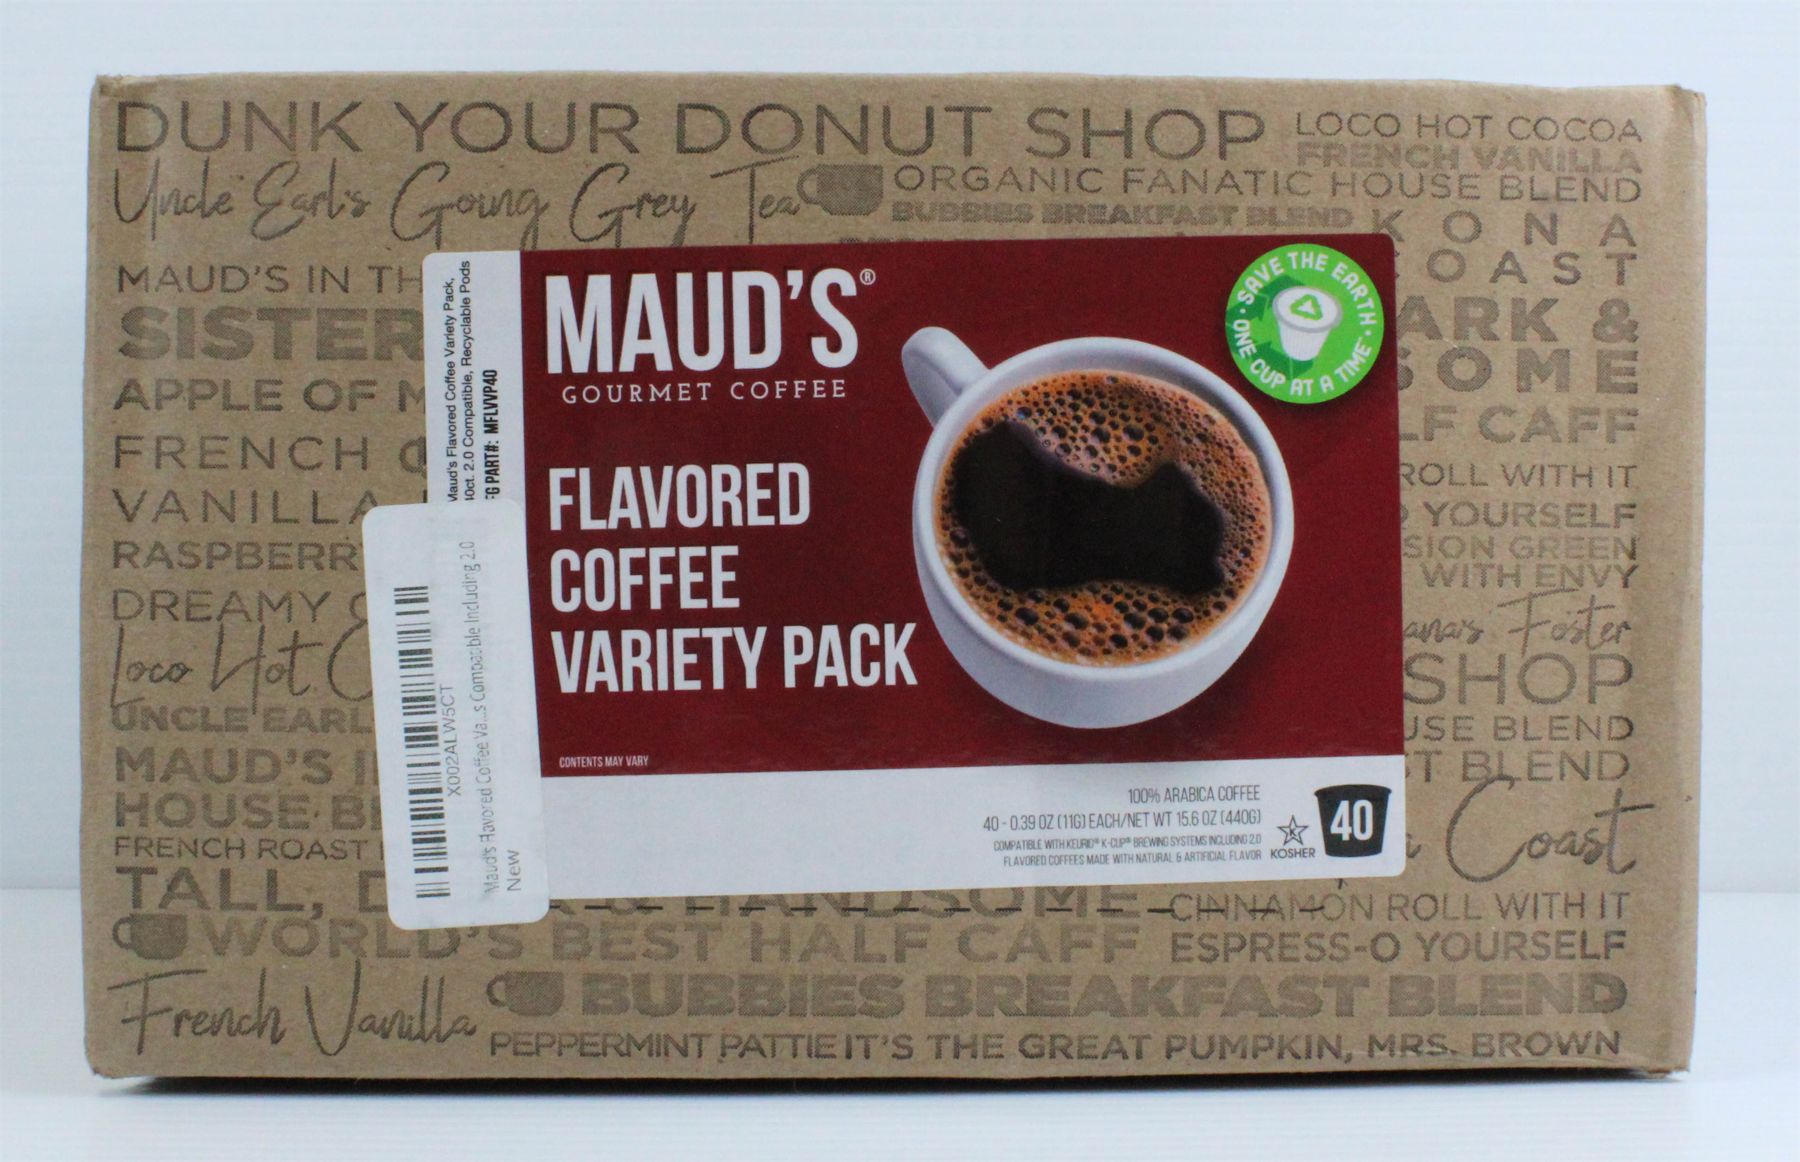 DUNK YOUR DONUT SHOP
LOCO HOT COCOA
FRENCH VANILLA
Uncle Earl's Going Grey Tea
ORGANIC FANATIC HOUSE BLEND
BUBBIES BREAKFAST BLEND
KONA
OAST
MAUD'S IN TH
SISTER
APPLE OF M
FRENCH
VANILLA
RASPBERR
DREAMY
Loco Hot C
UNCLE EARL
MAUD'S I
HOUSE BL
FRENCH ROAST
TALL, D
Maud's Flavored Coffee Variety Pack,
40ct. 2.0 Compatible, Recyclable Pods
FG PART#: MFLVVP40
X002ALW5CT
Maud's Flavored Coffee Va...s Compatible Including 2.0
New
MAUD'S®
GOURMET COFFEE
FLAVORED
COFFEE
VARIETY PACK
CONTENTS MAY VARY
SAVE THE EARTH
• ONE CUP AT A TIME •
100% ARABICA COFFEE
40 - 0.39 OZ (11G) EACH/NET WT 15.6 OZ (440G)
COMPATIBLE WITH KEURIG® K-CUP® BREWING SYSTEMS INCLUDING 2.0
FLAVORED COFFEES MADE WITH NATURAL & ARTIFICIAL FLAVOR
K
KOSHER
40
ARK &
SOME
LF CAFF
ROLL WITH IT
YOURSELF
SION GREEN
WITH ENVY
ana's Foster
SHOP
USE BLEND
ST BLEND
Coast
& HANDSOME
CINNAMON ROLL WITH IT
WORLD'S BEST HALF CAFF
ESPRESS-O YOURSELF
French Vanilla
BUBBIES BREAKFAST BLEND
PEPPERMINT PATTIE IT'S THE GREAT PUMPKIN, MRS. BROWN